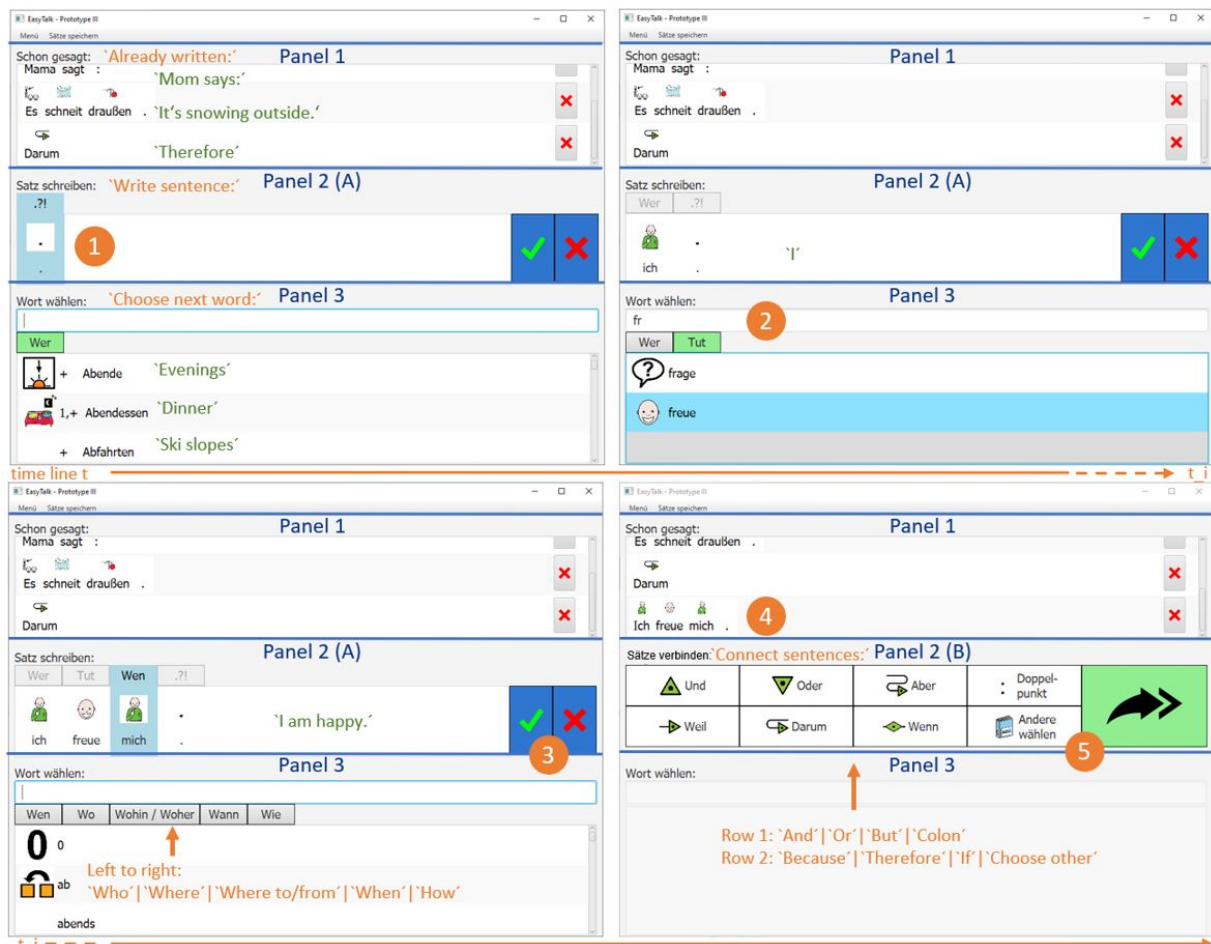 EasyTalk - Prototype III
Menü Sätze speichern
Schon gesagt: `Already written:´ Panel 1
Mama sagt :
`Mom says:´
Es schneit draußen . `It's snowing outside.‘
Darum `Therefore´
Satz schreiben: `Write sentence:´ Panel 2 (A)
.?!
.
1
.
Wort wählen: `Choose next word:´ Panel 3
Wer
+ Abende `Evenings´
1,+ Abendessen `Dinner´
+ Abfahrten `Ski slopes´
EasyTalk - Prototype III
Menü Sätze speichern
Schon gesagt: Panel 1
Mama sagt :
Es schneit draußen .
Darum
Satz schreiben: Panel 2 (A)
Wer .?!
.
ich . `I´
Wort wählen: Panel 3
fr
2
Wer Tut
? frage
freue
time line t t_i
EasyTalk - Prototype III
Menü Sätze speichern
Schon gesagt: Panel 1
Mama sagt :
Es schneit draußen .
Darum
Satz schreiben: Panel 2 (A)
Wer Tut Wen .?!
.
ich freue mich . `I am happy.´
3
Wort wählen: Panel 3
Wen Wo Wohin / Woher Wann Wie
0 0
ab
Left to right:
`Who´|`Where´|`Where to/from´|`When´|`How´
abends
EasyTalk - Prototype III
Menü Sätze speichern
Schon gesagt: Panel 1
Es schneit draußen .
Darum
Ich freue mich . 4
Sätze verbinden: `Connect sentences:´ Panel 2 (B)
Und Oder Aber : Doppel-
punkt
Weil Darum Wenn Andere
wählen
5
Wort wählen: Panel 3
Row 1: `And´|`Or´|`But´|`Colon´
Row 2: `Because´|`Therefore´|`If´|`Choose other´
t_i